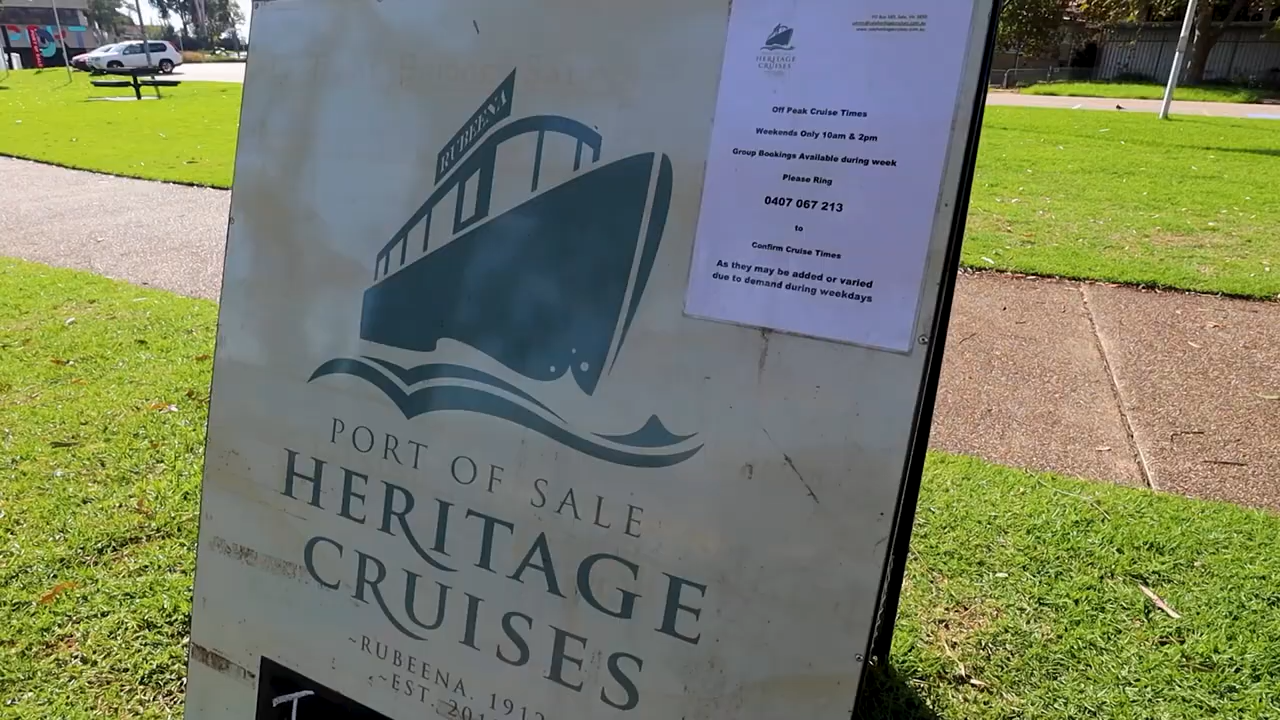 RUBEENA
PORT OF SALE
HERITAGE
CRUISES
~RUBEENA. 1912
~EST.
HERITAGE
CRUISES
Off Peak Cruise Times
Weekends Only 10am & 2pm
Group Bookings Available during week
Please Ring
0407 067 213
to
Confirm Cruise Times
As they may be added or varied
due to demand during weekdays